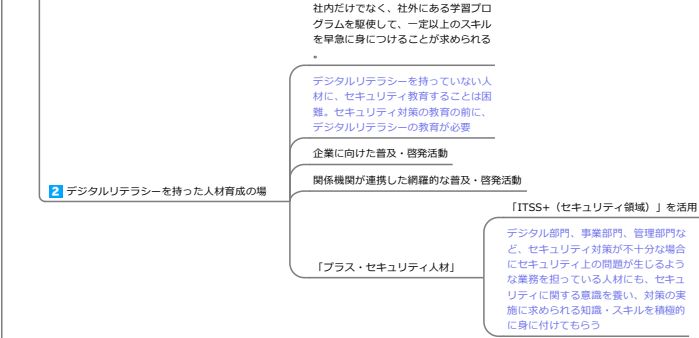 社内だけでなく、社外にある学習プロ
グラムを駆使して、一定以上のスキル
を早急に身につけることが求められる
。
デジタルリテラシーを持っていない人
材に、セキュリティ教育することは困
難。セキュリティ対策の教育の前に、
デジタルリテラシーの教育が必要
企業に向けた普及・啓発活動
関係機関が連携した網羅的な普及・啓発活動
2 デジタルリテラシーを持った人材育成の場
「ITSS+(セキュリティ領域)」を活用
デジタル部門、事業部門、管理部門な
ど、セキュリティ対策が不十分な場合
にセキュリティ上の問題が生じるよう
な業務を担っている人材にも、セキュ
リティに関する意識を養い、対策の実
施に求められる知識・スキルを積極的
に身に付けてもらう
「プラス・セキュリティ人材」